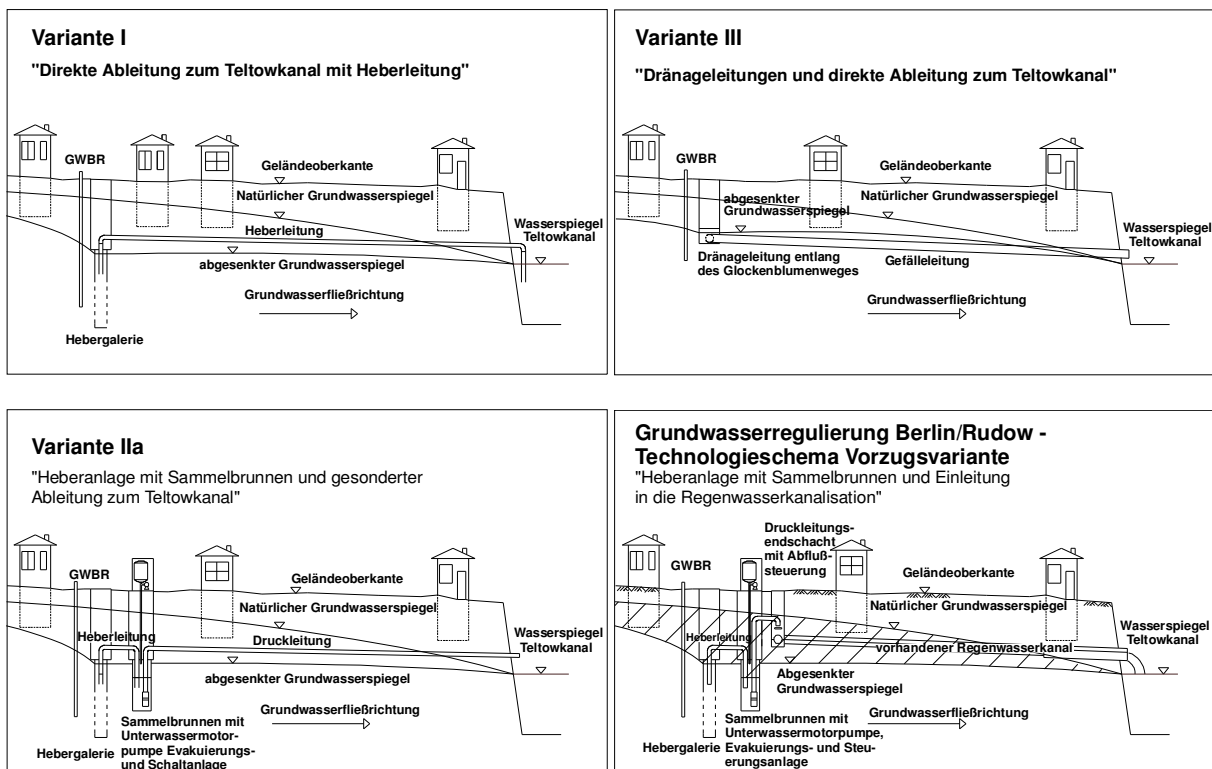 Variante I
"Direkte Ableitung zum Teltowkanal mit Heberleitung"
GWBR
Geländeoberkante
Natürlicher Grundwasserspiegel
Heberleitung
Wasserspiegel
Teltowkanal
abgesenkter Grundwasserspiegel
Grundwasserfließrichtung
Hebergalerie
Variante III
"Dränageleitungen und direkte Ableitung zum Teltowkanal"
GWBR
Geländeoberkante
abgesenkter
Grundwasserspiegel
Natürlicher Grundwasserspiegel
Wasserspiegel
Teltowkanal
Dränageleitung entlang
des Glockenblumenweges
Gefälleleitung
Grundwasserfließrichtung
Variante IIa
"Heberanlage mit Sammelbrunnen und gesonderter
Ableitung zum Teltowkanal"
GWBR
Geländeoberkante
Natürlicher Grundwasserspiegel
Heberleitung
Druckleitung
Wasserspiegel
Teltowkanal
abgesenkter Grundwasserspiegel
Grundwasserfließrichtung
Hebergalerie
Sammelbrunnen mit
Unterwassermotor-
pumpe Evakuierungs-
und Schaltanlage
Grundwasserregulierung Berlin/Rudow -
Technologieschema Vorzugsvariante
"Heberanlage mit Sammelbrunnen und Einleitung
in die Regenwasserkanalisation"
Druckleitungs-
endschacht
mit Abfluß-
steuerung
GWBR
Geländeoberkante
Natürlicher Grundwasserspiegel
Heberleitung
vorhandener Regenwasserkanal
Wasserspiegel
Teltowkanal
Abgesenkter
Grundwasserspiegel
Grundwasserfließrichtung
Hebergalerie
Sammelbrunnen mit
Unterwassermotorpumpe,
Evakuierungs- und Steu-
erungsanlage